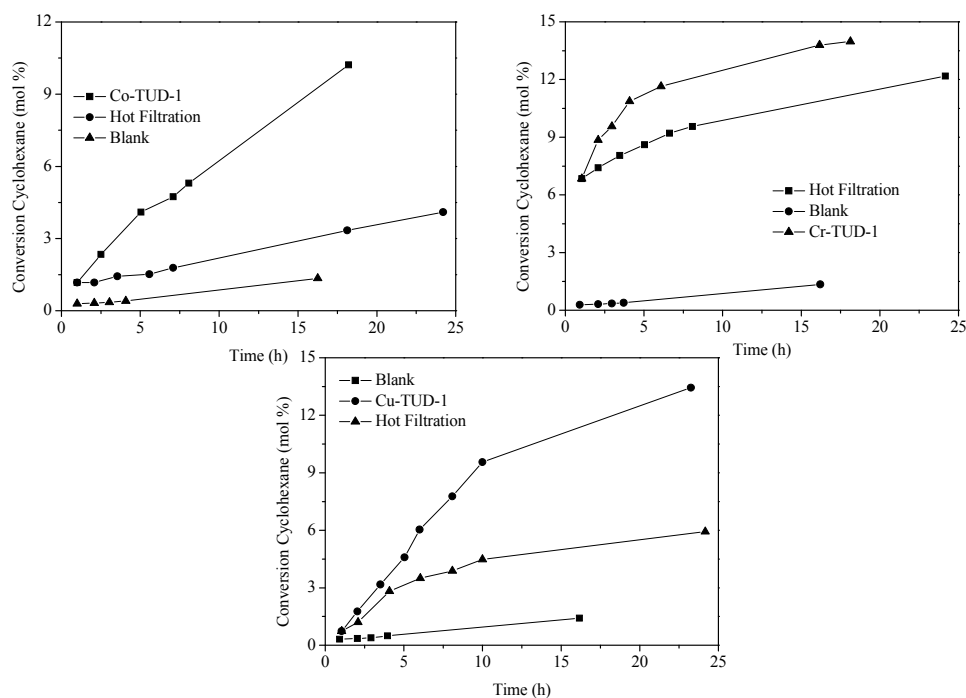 12
9
6
3
0
Conversion Cyclohexane (mol %)
Co-TUD-1
Hot Filtration
Blank
0 5 10 15 20 25
Time (h)
15
12
9
6
3
0
Conversion Cyclohexane (mol %)
Hot Filtration
Blank
Cr-TUD-1
0 5 10 15 20 25
Time (h)
15
12
9
6
3
0
Conversion Cyclohexane (mol %)
Blank
Cu-TUD-1
Hot Filtration
0 5 10 15 20 25
Time (h)